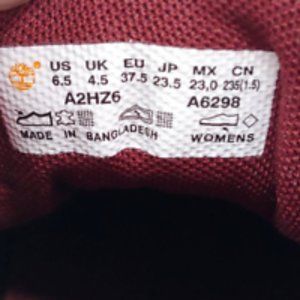 US UK EU JP MX CN
6.5 4.5 37.5 23.5 23,0 235(1.5)
A2HZ6 A6298
MADE IN BANGLADESH WOMENS